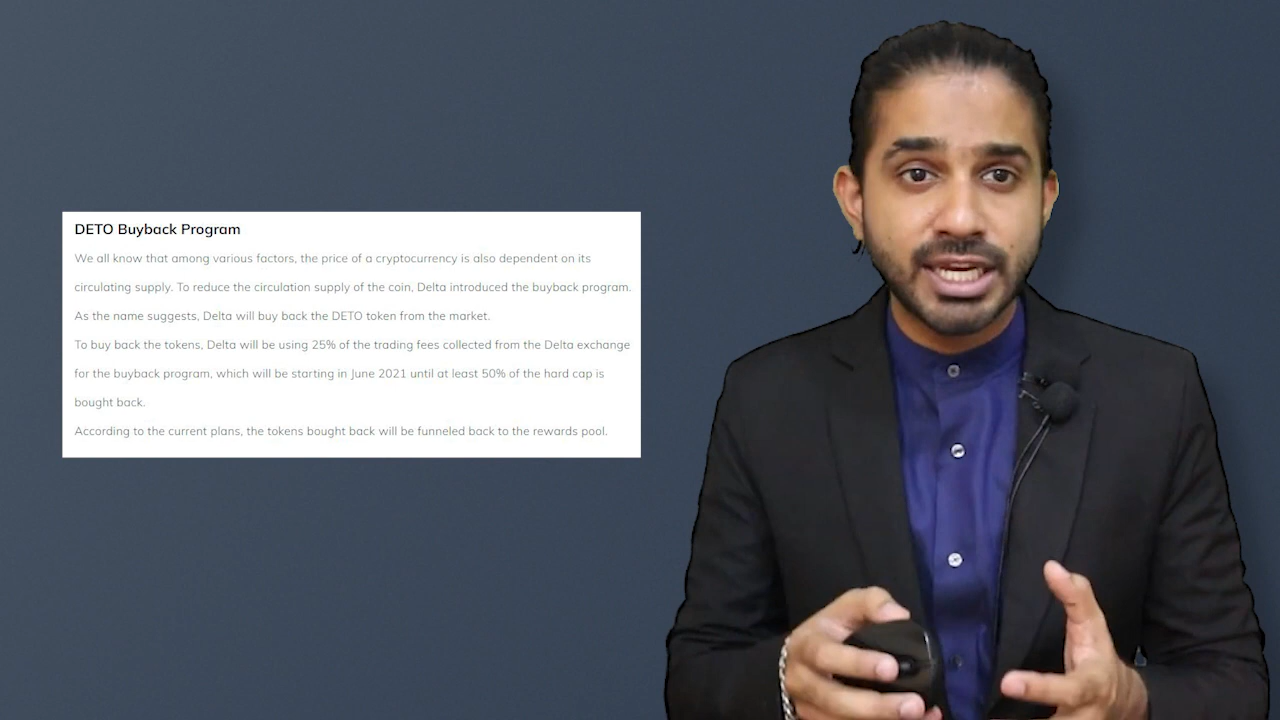 DETO Buyback Program
We all know that among various factors, the price of a cryptocurrency is also dependent on its
circulating supply. To reduce the circulation supply of the coin, Delta introduced the buyback program.
As the name suggests, Delta will buy back the DETO token from the market.
To buy back the tokens, Delta will be using 25% of the trading fees collected from the Delta exchange
for the buyback program, which will be starting in June 2021 until at least 50% of the hard cap is
bought back.
According to the current plans, the tokens bought back will be funneled back to the rewards pool.